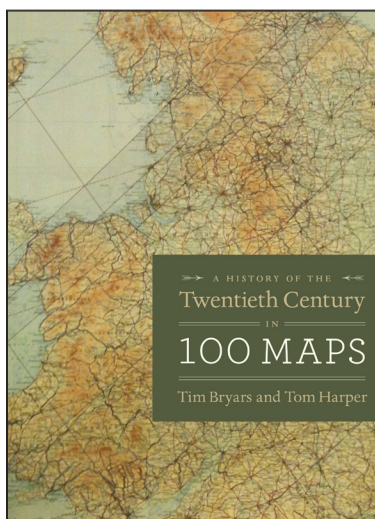 A HISTORY OF THE
Twentieth Century
IN
100 MAPS
Tim Bryars and Tom Harper